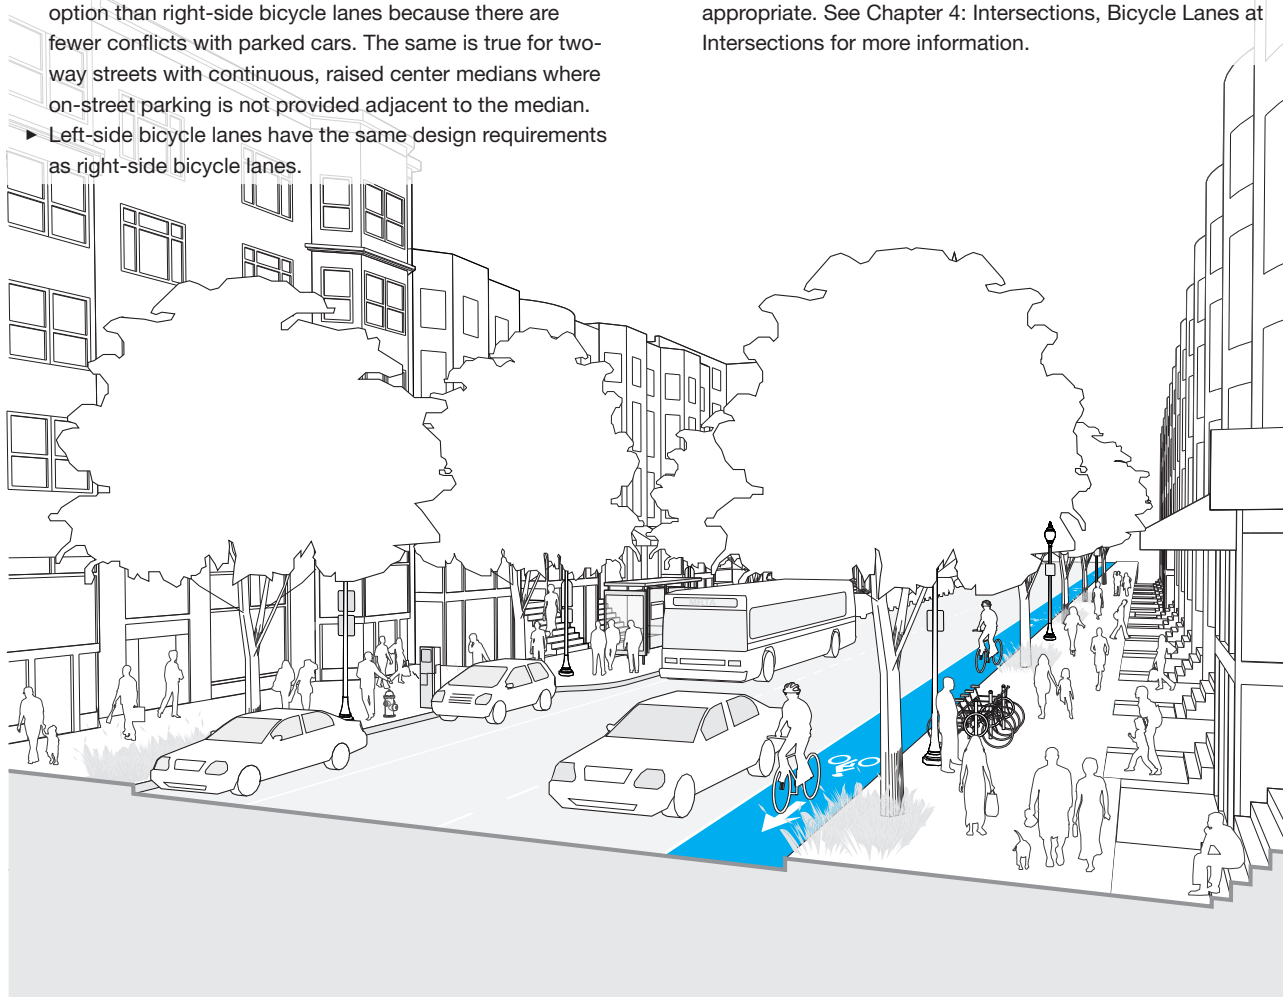 option than right-side bicycle lanes because there are
fewer conflicts with parked cars. The same is true for two-
way streets with continuous, raised center medians where
on-street parking is not provided adjacent to the median.
► Left-side bicycle lanes have the same design requirements
as right-side bicycle lanes.
appropriate. See Chapter 4: Intersections, Bicycle Lanes at
Intersections for more information.